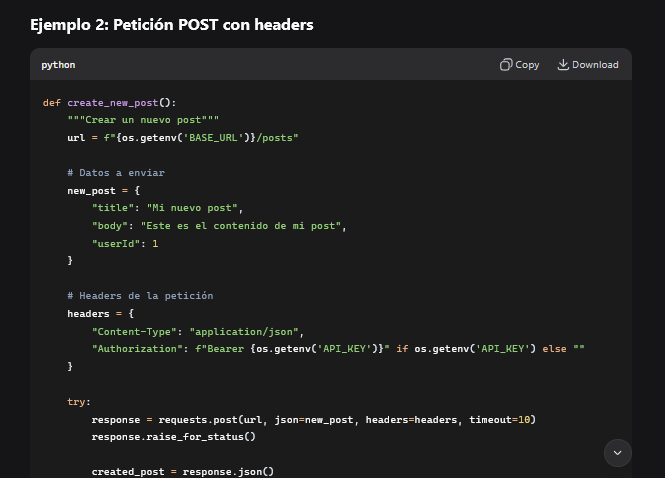 Ejemplo 2: Petición POST con headers
python Copy Download
def create_new_post():
    """Crear un nuevo post"""
    url = f"{os.getenv('BASE_URL')}/posts"

    # Datos a enviar
    new_post = {
        "title": "Mi nuevo post",
        "body": "Este es el contenido de mi post",
        "userId": 1
    }

    # Headers de la petición
    headers = {
        "Content-Type": "application/json",
        "Authorization": f"Bearer {os.getenv('API_KEY')}" if os.getenv('API_KEY') else ""
    }

    try:
        response = requests.post(url, json=new_post, headers=headers, timeout=10)
        response.raise_for_status()

        created_post = response.json()